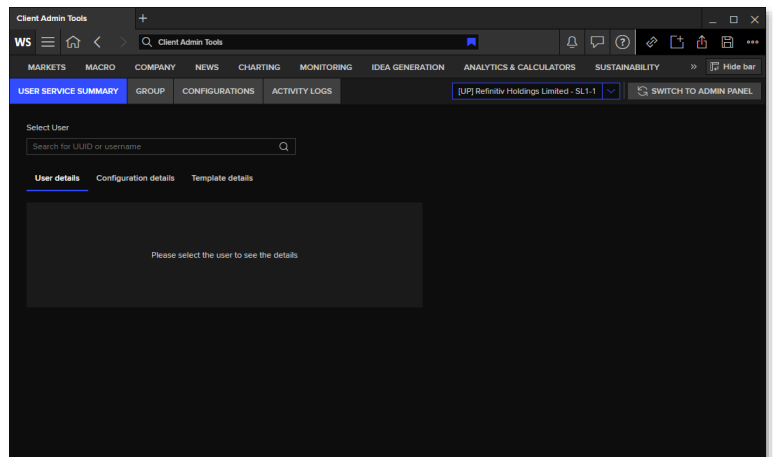 Client Admin Tools
WS Client Admin Tools
MARKETS MACRO COMPANY NEWS CHARTING MONITORING IDEA GENERATION ANALYTICS & CALCULATORS SUSTAINABILITY » Hide bar
USER SERVICE SUMMARY GROUP CONFIGURATIONS ACTIVITY LOGS [UP] Refinitiv Holdings Limited - SL1-1 SWITCH TO ADMIN PANEL
Select User
Search for UUID or username
User details Configuration details Template details
Please select the user to see the details